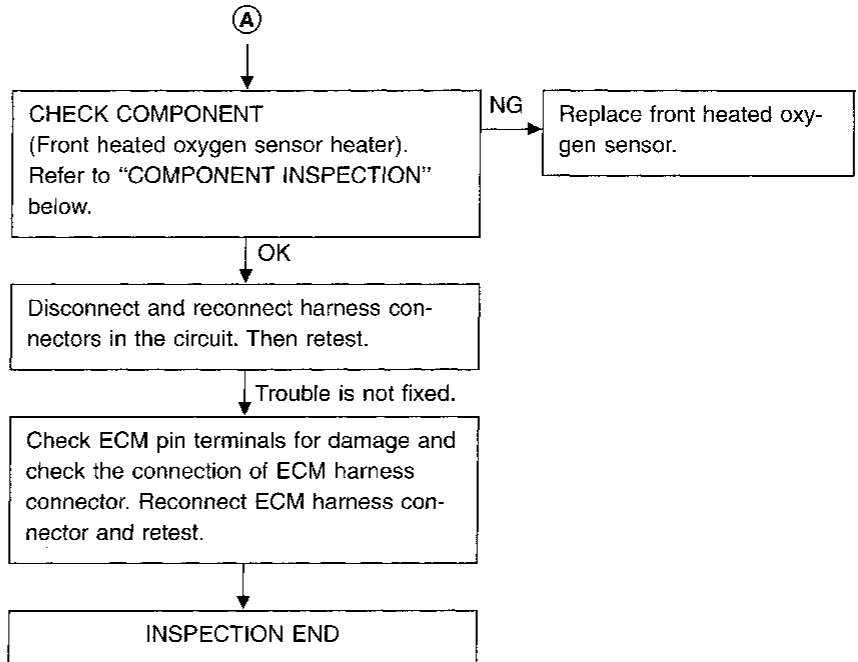 A
CHECK COMPONENT
(Front heated oxygen sensor heater).
Refer to “COMPONENT INSPECTION”
below.
NG
Replace front heated oxy-
gen sensor.
OK
Disconnect and reconnect harness con-
nectors in the circuit. Then retest.
Trouble is not fixed.
Check ECM pin terminals for damage and
check the connection of ECM harness
connector. Reconnect ECM harness con-
nector and retest.
INSPECTION END